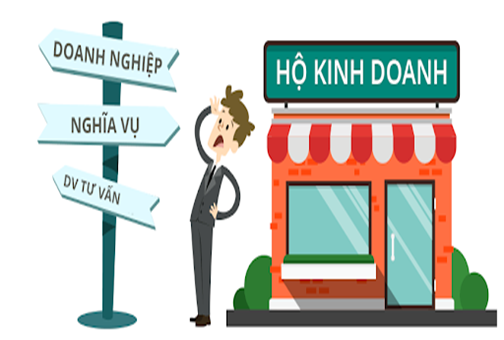 DOANH NGHIỆP
NGHĨA VỤ
DV TƯ VẤN
HỘ KINH DOANH